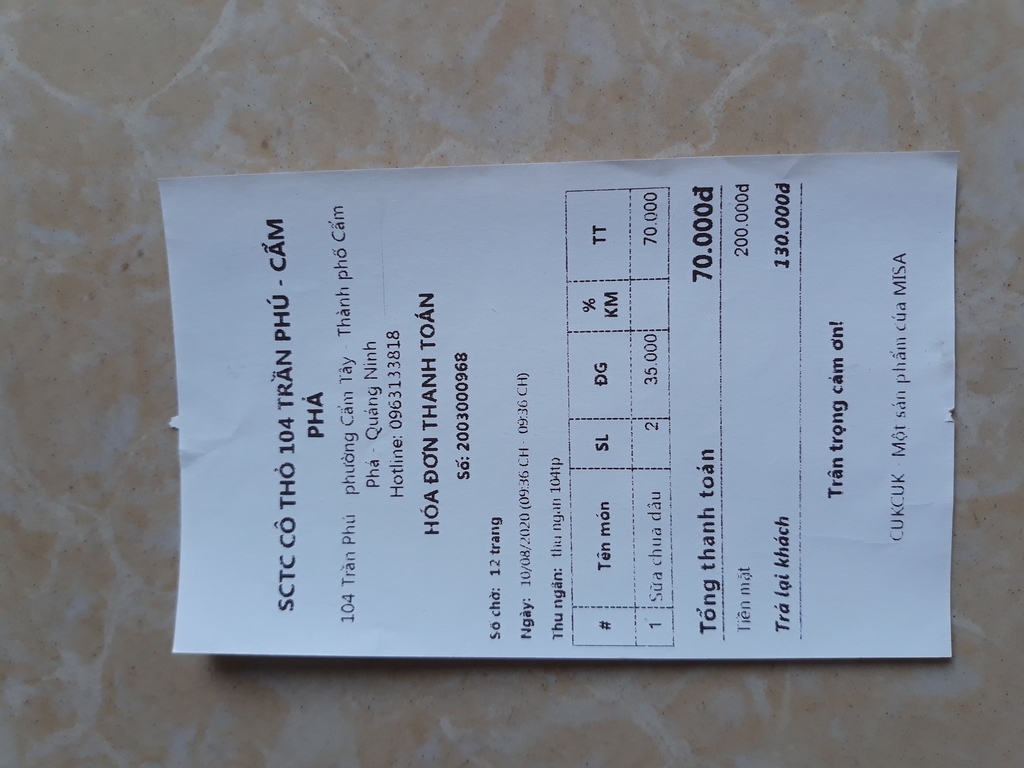 SCTC CÔ THỎ 104 TRẦN PHÚ - CẨM
PHẢ
104 Trần Phú phường Cẩm Tây - Thành phố Cẩm
Phả - Quảng Ninh
Hotline: 0963133818
HÓA ĐƠN THANH TOÁN
Số: 2003000968
Số chờ: 12 trang
Ngày: 10/08/2020 (09:36 CH - 09:36 CH)
Thu ngân: thu ngan 104tp
# Tên món SL ĐG % KM TT
1 Sữa chua dâu 2 35.000 70.000
Tổng thanh toán 70.000đ
Tiền mặt 200.000đ
Trả lại khách 130.000đ
Trân trọng cảm ơn!
CUKCUK - Một sản phẩm của MISA